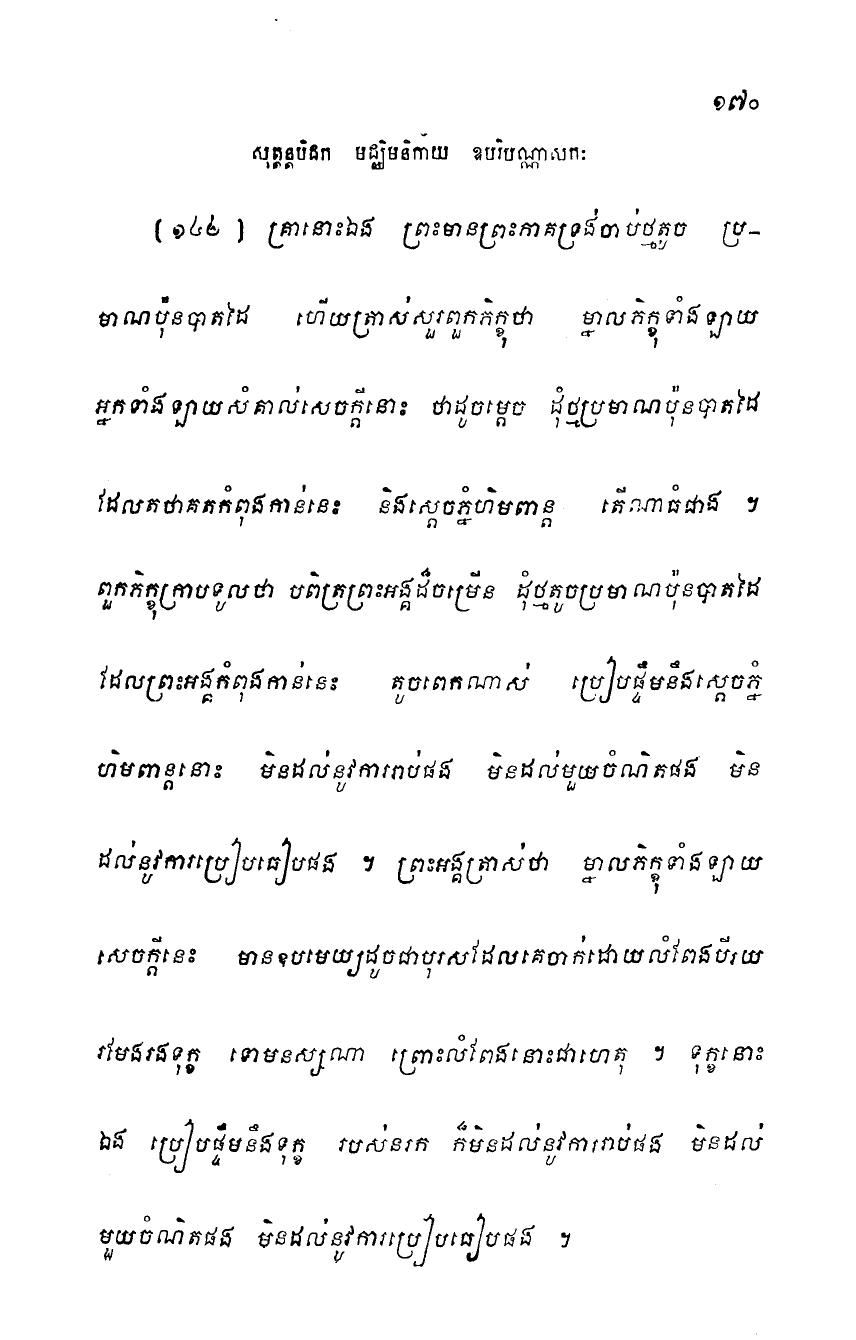 ១៧០
សុត្តន្តបិដក មជ្ឈិមនិកាយ ឧបរិបណ្ណាសកៈ
គ្រានោះឯង ព្រះមានព្រះភាគទ្រង់ចាប់ថ្មតូច ប្រ-
មាណប៉ុនបាតដៃ ហើយត្រាស់សួរពួកភិក្ខុថា ម្នាលភិក្ខុទាំងឡាយ
អ្នកទាំងឡាយសំគាល់សេចក្តីនោះ ថាដូចម្តេច ដុំថ្មប្រមាណប៉ុនបាតដៃ
ដែលតថាគតកំពុងកាន់នេះ និងស្តេចភ្នំហិមពាន្ត តើណាធំជាង ។
ពួកភិក្ខុក្រាបទូលថា បពិត្រព្រះអង្គដ៏ចម្រើន ដុំថ្មតូចប្រមាណប៉ុនបាតដៃ
ដែលព្រះអង្គកំពុងកាន់នេះ តូចពេកណាស់ ប្រៀបផ្ទឹមនឹងស្តេចភ្នំ
ហិមពាន្តនោះ មិនដល់នូវការរាប់ផង មិនដល់មួយចំណិតផង មិន
ដល់នូវការប្រៀបធៀបផង ។ ព្រះអង្គត្រាស់ថា ម្នាលភិក្ខុទាំងឡាយ
សេចក្តីនេះ មានឧបមេយ្យដូចជាបុរសដែលគេចាក់ដោយលំពែងបីរយ
រមែងរងទុក្ខ ទោមនស្សណា ព្រោះលំពែងនោះជាហេតុ ។ ទុក្ខនោះ
ឯង ប្រៀបផ្ទឹមនឹងទុក្ខ របស់នរក ក៏មិនដល់នូវការរាប់ផង មិនដល់
មួយចំណិតផង មិនដល់នូវការប្រៀបធៀបផង ។